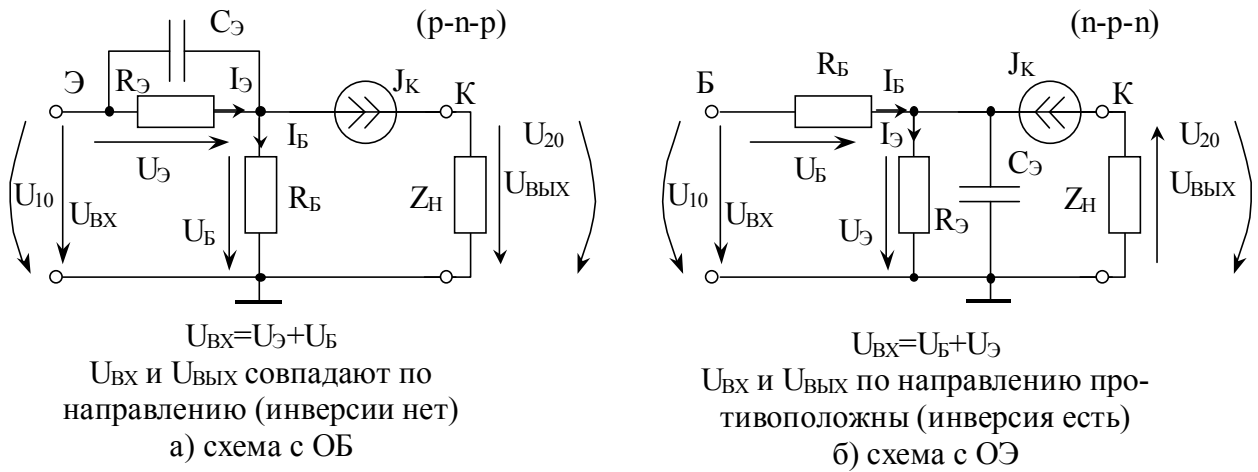 Cэ
(p-n-p)
Э
Rэ
Iэ
JK
К
U10
UВХ
Uэ
IБ
UБ
RБ
ZН
U20
UВЫХ
UВХ=UЭ+UБ
UВХ и UВЫХ совпадают по
направлению (инверсии нет)
а) схема с ОБ
(n-p-n)
Б
RБ
IБ
JK
К
U10
UВХ
UБ
Iэ
Uэ
Rэ
Cэ
ZН
U20
UВЫХ
UВХ=UБ+UЭ
UВХ и UВЫХ по направлению про-
тивоположны (инверсия есть)
б) схема с ОЭ